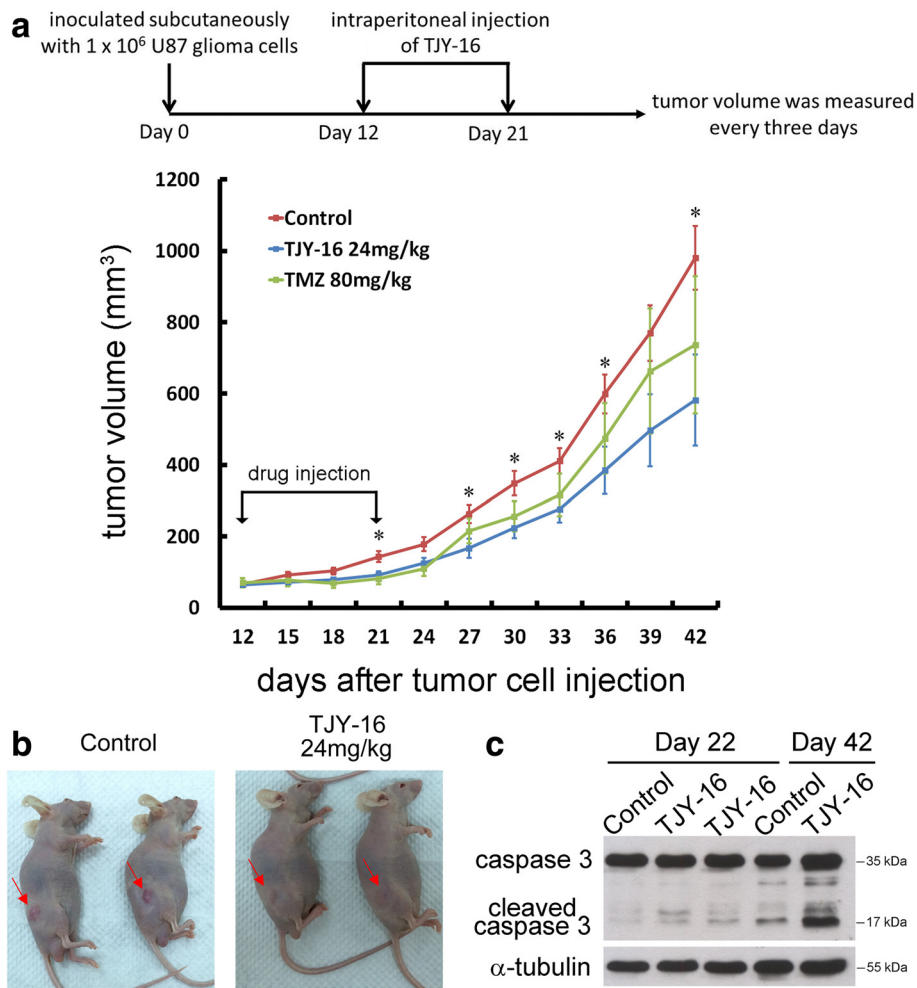 a
inoculated subcutaneously
with 1 x 10⁶ U87 glioma cells
intraperitoneal injection
of TJY-16
Day 0
Day 12
Day 21
tumor volume was measured
every three days
tumor volume (mm³)
1200
1000
800
600
400
200
0
Control
TJY-16 24mg/kg
TMZ 80mg/kg
drug injection
* * * * * * *
12 15 18 21 24 27 30 33 36 39 42
days after tumor cell injection
b
Control
TJY-16
24mg/kg
c
Day 22
Day 42
Control TJY-16 TJY-16 Control TJY-16
caspase 3
35 kDa
cleaved
caspase 3
17 kDa
α-tubulin
55 kDa